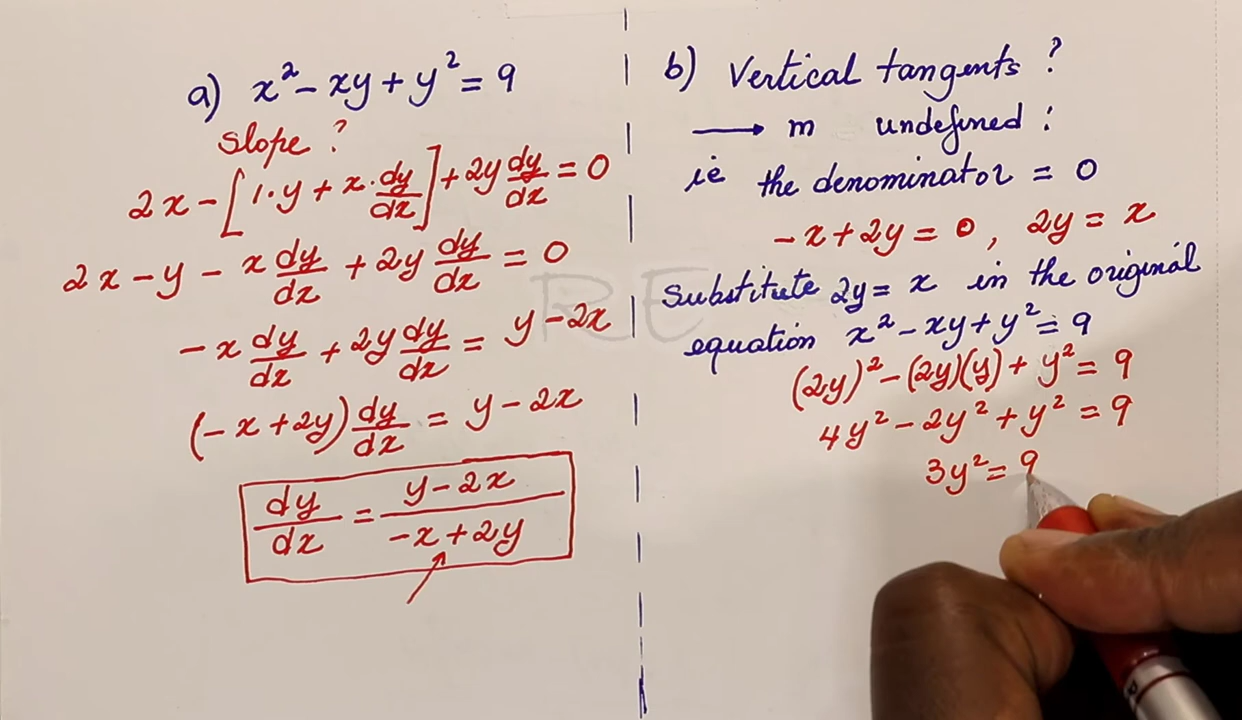 a) x² - xy + y² = 9
Slope ?
2x - [1·y + x·dy/dx] + 2y dy/dx = 0
2x - y - x dy/dx + 2y dy/dx = 0
-x dy/dx + 2y dy/dx = y - 2x
(-x + 2y) dy/dx = y - 2x
dy/dx = (y - 2x)/(-x + 2y)
b) Vertical tangents ?
→ m undefined :
ie the denominator = 0
-x + 2y = 0, 2y = x
Substitute 2y = x in the original
equation x² - xy + y² = 9
(2y)² - (2y)(y) + y² = 9
4y² - 2y² + y² = 9
3y² = 9
RE